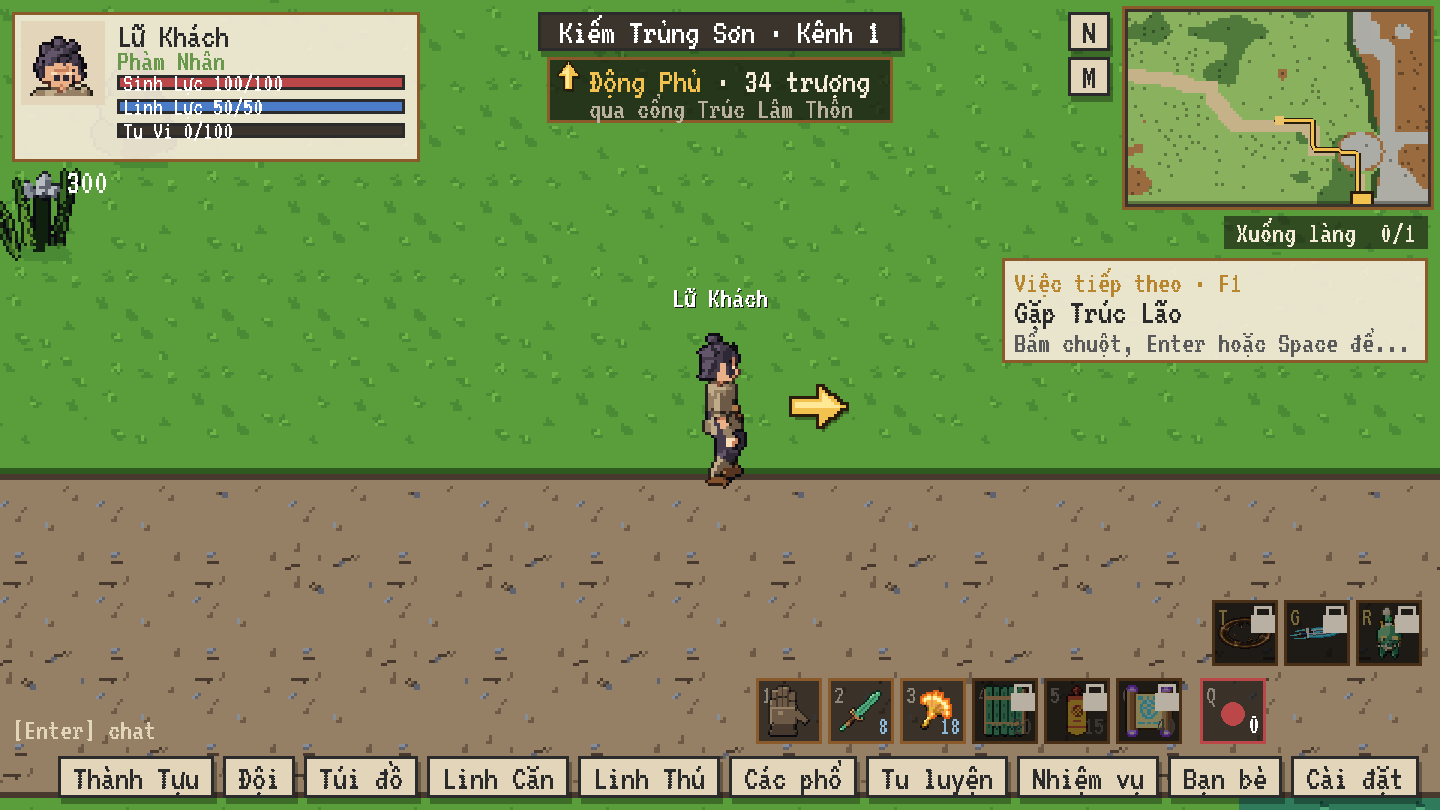 Lữ Khách
Phàm Nhân
Sinh Lực 100/100
Linh Lực 50/50
Tu Vi 0/100
300
Kiếm Trủng Sơn · Kênh 1
Động Phủ · 34 trượng
qua cổng Trúc Lâm Thôn
N
M
Xuống làng 0/1
Việc tiếp theo · F1
Gặp Trúc Lão
Bấm chuột, Enter hoặc Space để...
Lữ Khách
T
G
R
1
2
8
3
18
5
15
Q
0
[Enter] chat
Thành Tựu
Đội
Túi đồ
Linh Căn
Linh Thú
Các phổ
Tu luyện
Nhiệm vụ
Bạn bè
Cài đặt